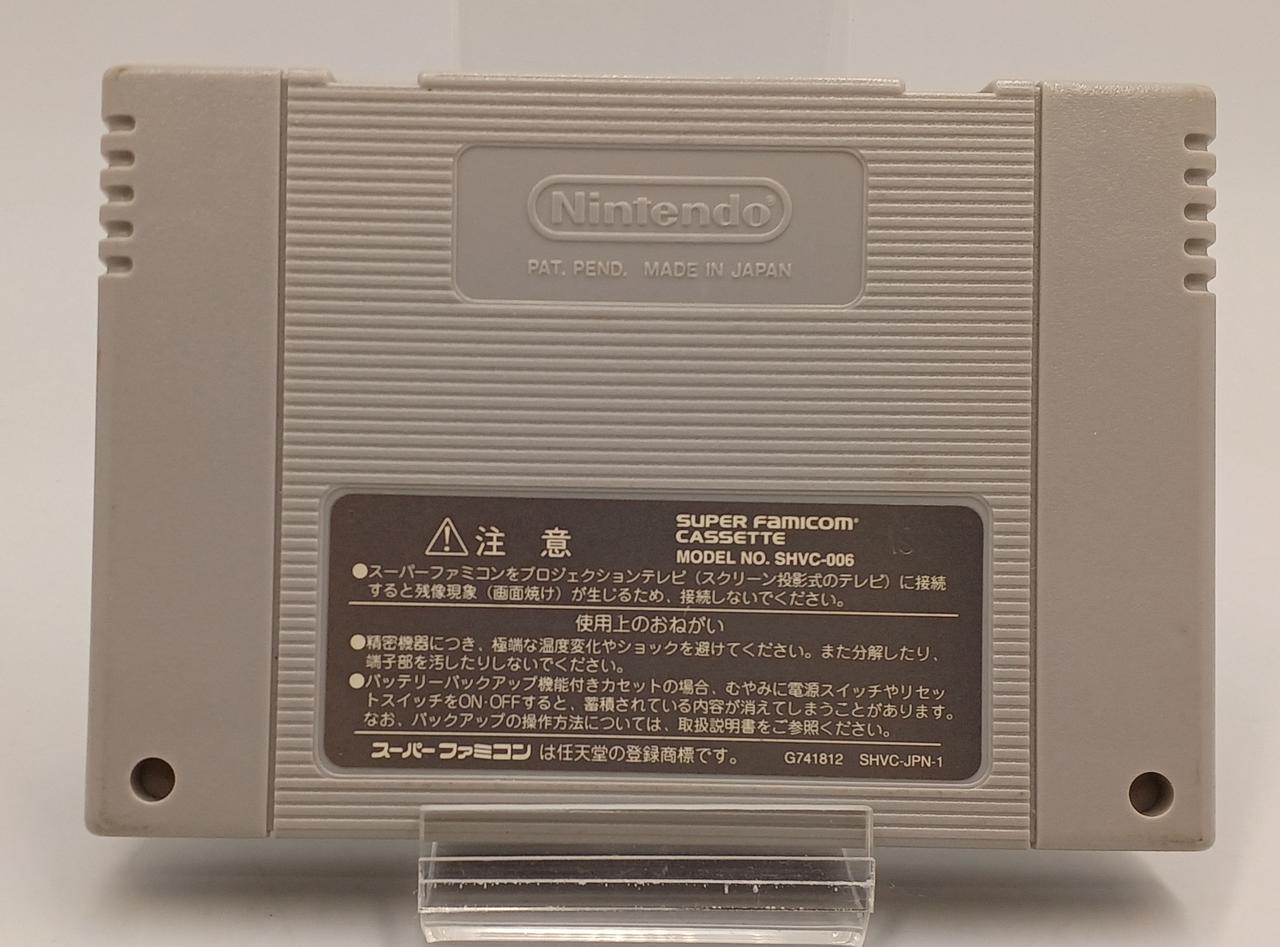 Nintendo®
PAT. PEND. MADE IN JAPAN
⚠注 意
SUPER FAMICOM®
CASSETTE
MODEL NO. SHVC-006
●スーパーファミコンをプロジェクションテレビ（スクリーン投影式のテレビ）に接続
すると残像現象（画面焼け）が生じるため、接続しないでください。
使用上のおねがい
●精密機器につき、極端な温度変化やショックを避けてください。また分解したり、
端子部を汚したりしないでください。
●バッテリーバックアップ機能付きカセットの場合、むやみに電源スイッチやリセッ
トスイッチをON・OFFすると、蓄積されている内容が消えてしまうことがあります。
なお、バックアップの操作方法については、取扱説明書をご参照ください。
スーパーファミコン は任天堂の登録商標です。
G741812 SHVC-JPN-1